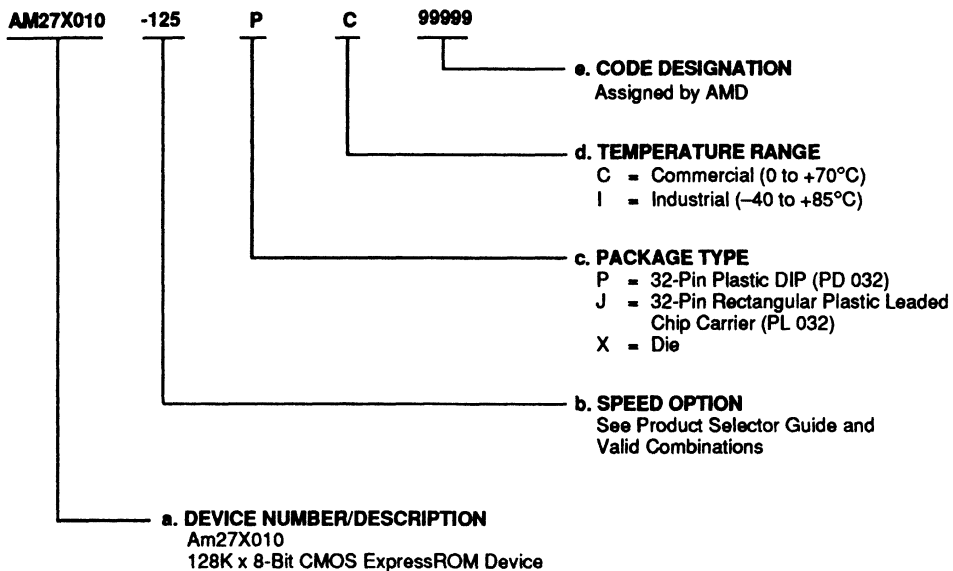 AM27X010 -125 P C 99999
e. CODE DESIGNATION
Assigned by AMD
d. TEMPERATURE RANGE
C = Commercial (0 to +70°C)
I = Industrial (–40 to +85°C)
c. PACKAGE TYPE
P = 32-Pin Plastic DIP (PD 032)
J = 32-Pin Rectangular Plastic Leaded
Chip Carrier (PL 032)
X = Die
b. SPEED OPTION
See Product Selector Guide and
Valid Combinations
a. DEVICE NUMBER/DESCRIPTION
Am27X010
128K x 8-Bit CMOS ExpressROM Device